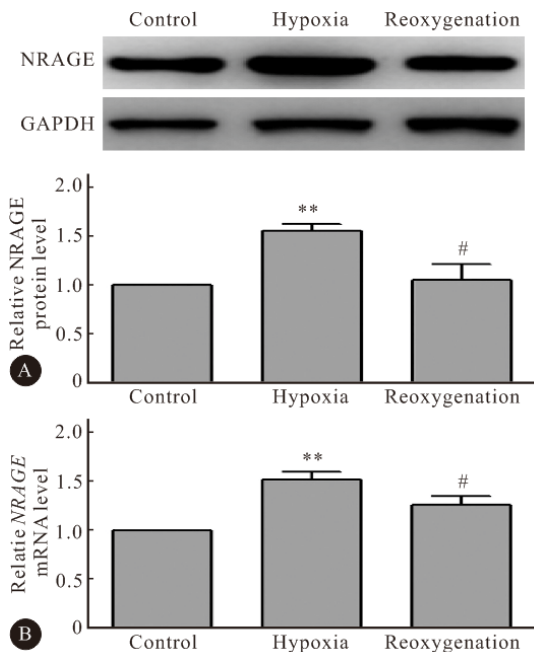 Control Hypoxia Reoxygenation
NRAGE
GAPDH
Relative NRAGE
protein level
2.0
1.5
1.0
0.5
0
**
#
Control Hypoxia Reoxygenation
A
Relatie NRAGE
mRNA level
2.0
1.5
1.0
0.5
0
**
#
Control Hypoxia Reoxygenation
B